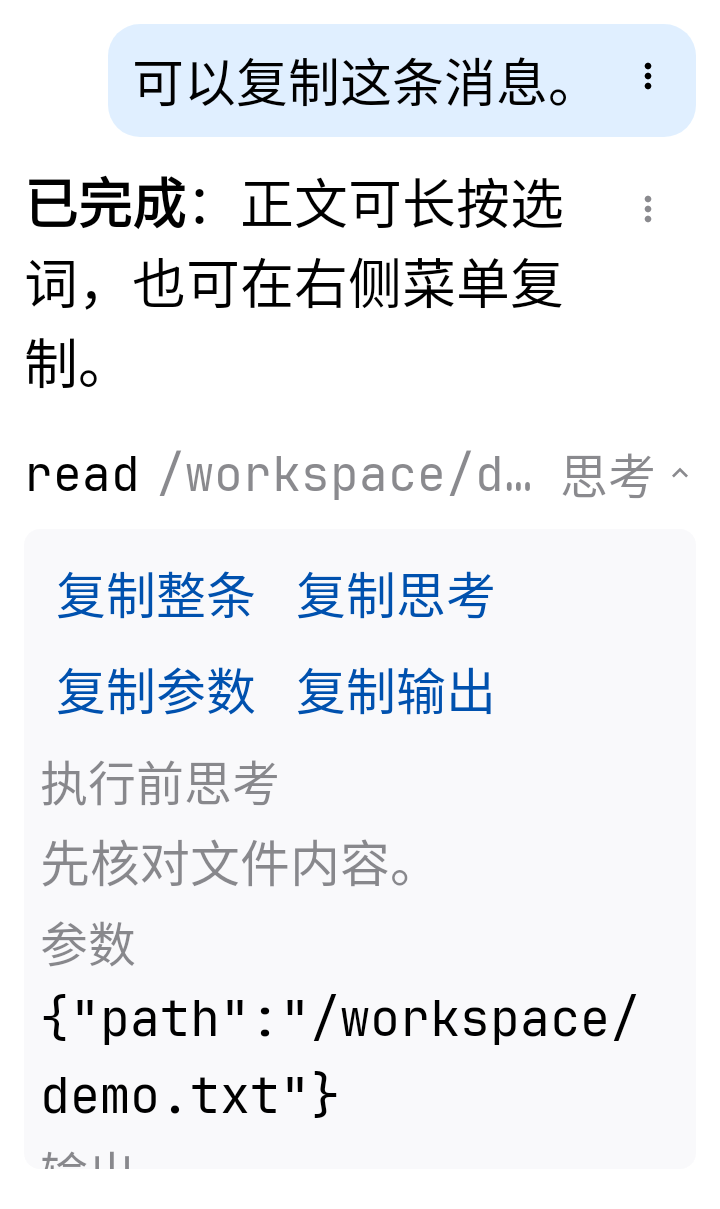 可以复制这条消息。
已完成：正文可长按选
词，也可在右侧菜单复
制。
read /workspace/d… 思考
复制整条 复制思考
复制参数 复制输出
执行前思考
先核对文件内容。
参数
{"path":"/workspace/
demo.txt"}
输出